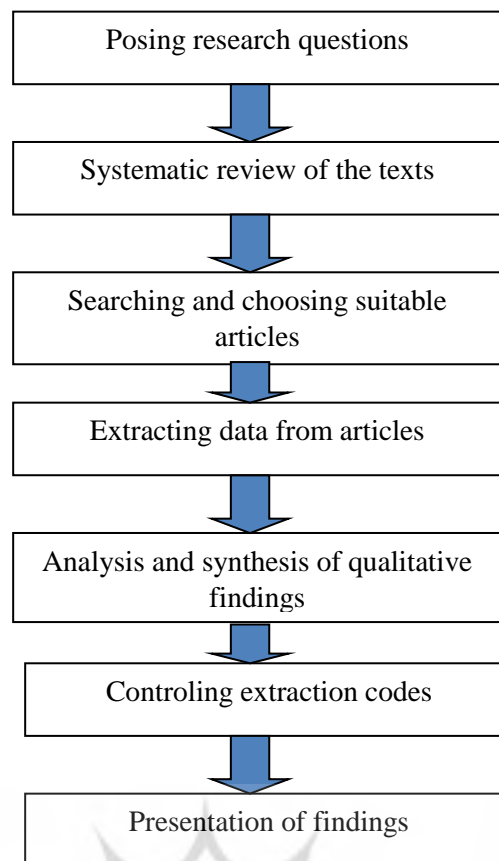 Posing research questions
Systematic review of the texts
Searching and choosing suitable
articles
Extracting data from articles
Analysis and synthesis of qualitative
findings
Controling extraction codes
Presentation of findings